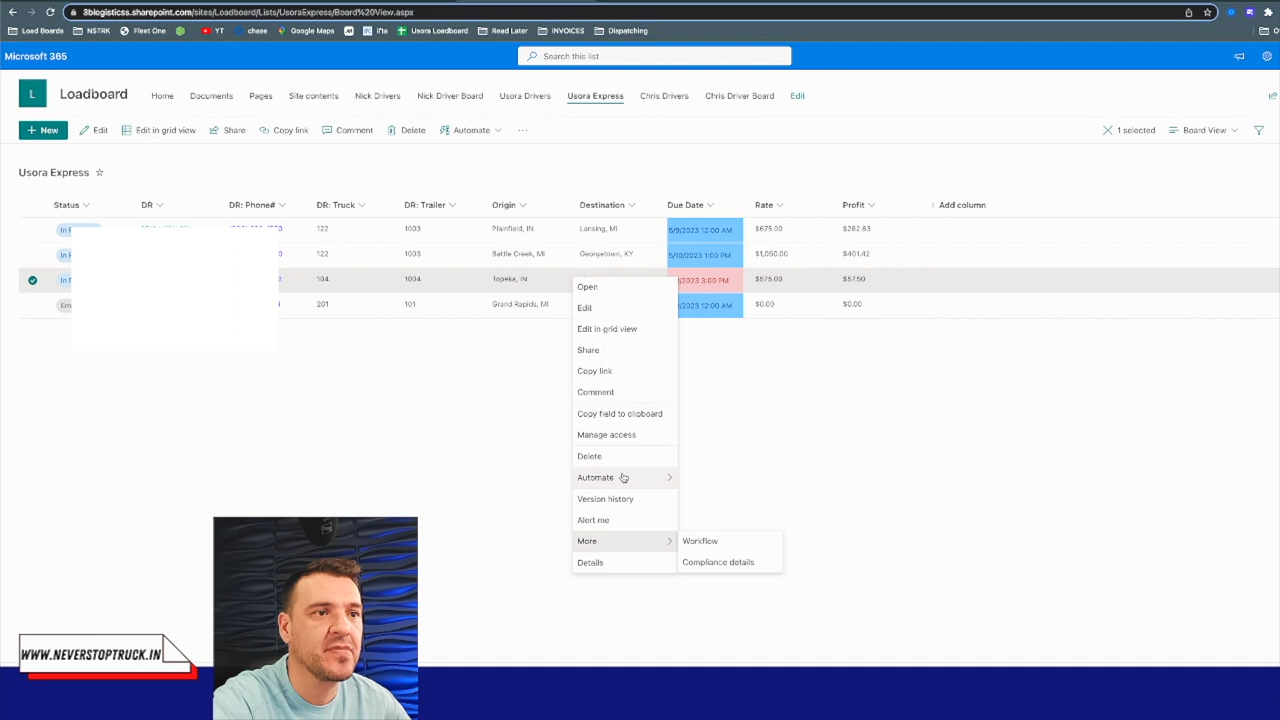 3blogisticss.sharepoint.com/sites/Loadboard/Lists/UsoraExpress/Board%20View.aspx
Load Boards NSTRK Fleet One YT chase Google Maps ifta Usora Loadboard Read Later INVOICES Dispatching
Microsoft 365 Search this list
L Loadboard Home Documents Pages Site contents Nick Drivers Nick Driver Board Usora Drivers Usora Express Chris Drivers Chris Driver Board Edit
+ New Edit Edit in grid view Share Copy link Comment Delete Automate ... 1 selected Board View
Usora Express
Status DR DR: Phone# DR: Truck DR: Trailer Origin Destination Due Date Rate Profit Add column
122 1003 Plainfield, IN Lansing, MI 5/9/2023 12:00 AM $675.00 $282.83
122 1003 Battle Creek, MI Georgetown, KY 5/10/2023 1:00 PM $1,050.00 $401.42
104 1004 Topeka, IN 3:00 PM $575.00 $57.50
201 101 Grand Rapids, MI 12:00 AM $0.00 $0.00
Open
Edit
Edit in grid view
Share
Copy link
Comment
Copy field to clipboard
Manage access
Delete
Automate
Version history
Alert me
More Workflow
Details Compliance details
WWW.NEVERSTOPTRUCK.IN